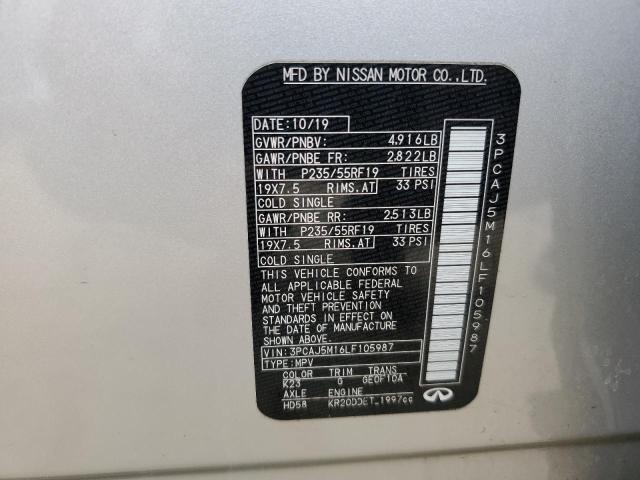 MFD BY NISSAN MOTOR CO.,LTD.
DATE:10/19
GVWR/PNBV: 4,916LB
GAWR/PNBE FR: 2,822LB
WITH P235/55RF19 TIRES
19X7.5 RIMS,AT 33 PSI
COLD SINGLE
GAWR/PNBE RR: 2,513LB
WITH P235/55RF19 TIRES
19X7.5 RIMS,AT 33 PSI
COLD SINGLE
THIS VEHICLE CONFORMS TO
ALL APPLICABLE FEDERAL
MOTOR VEHICLE SAFETY
AND THEFT PREVENTION
STANDARDS IN EFFECT ON
THE DATE OF MANUFACTURE
SHOWN ABOVE.
VIN:3PCAJ5M16LF105987
TYPE:MPV
COLOR TRIM TRANS
K23 G GEOF10A
AXLE ENGINE
HD58 KR20DDET 1997cc
3PCAJ5M16LF105987